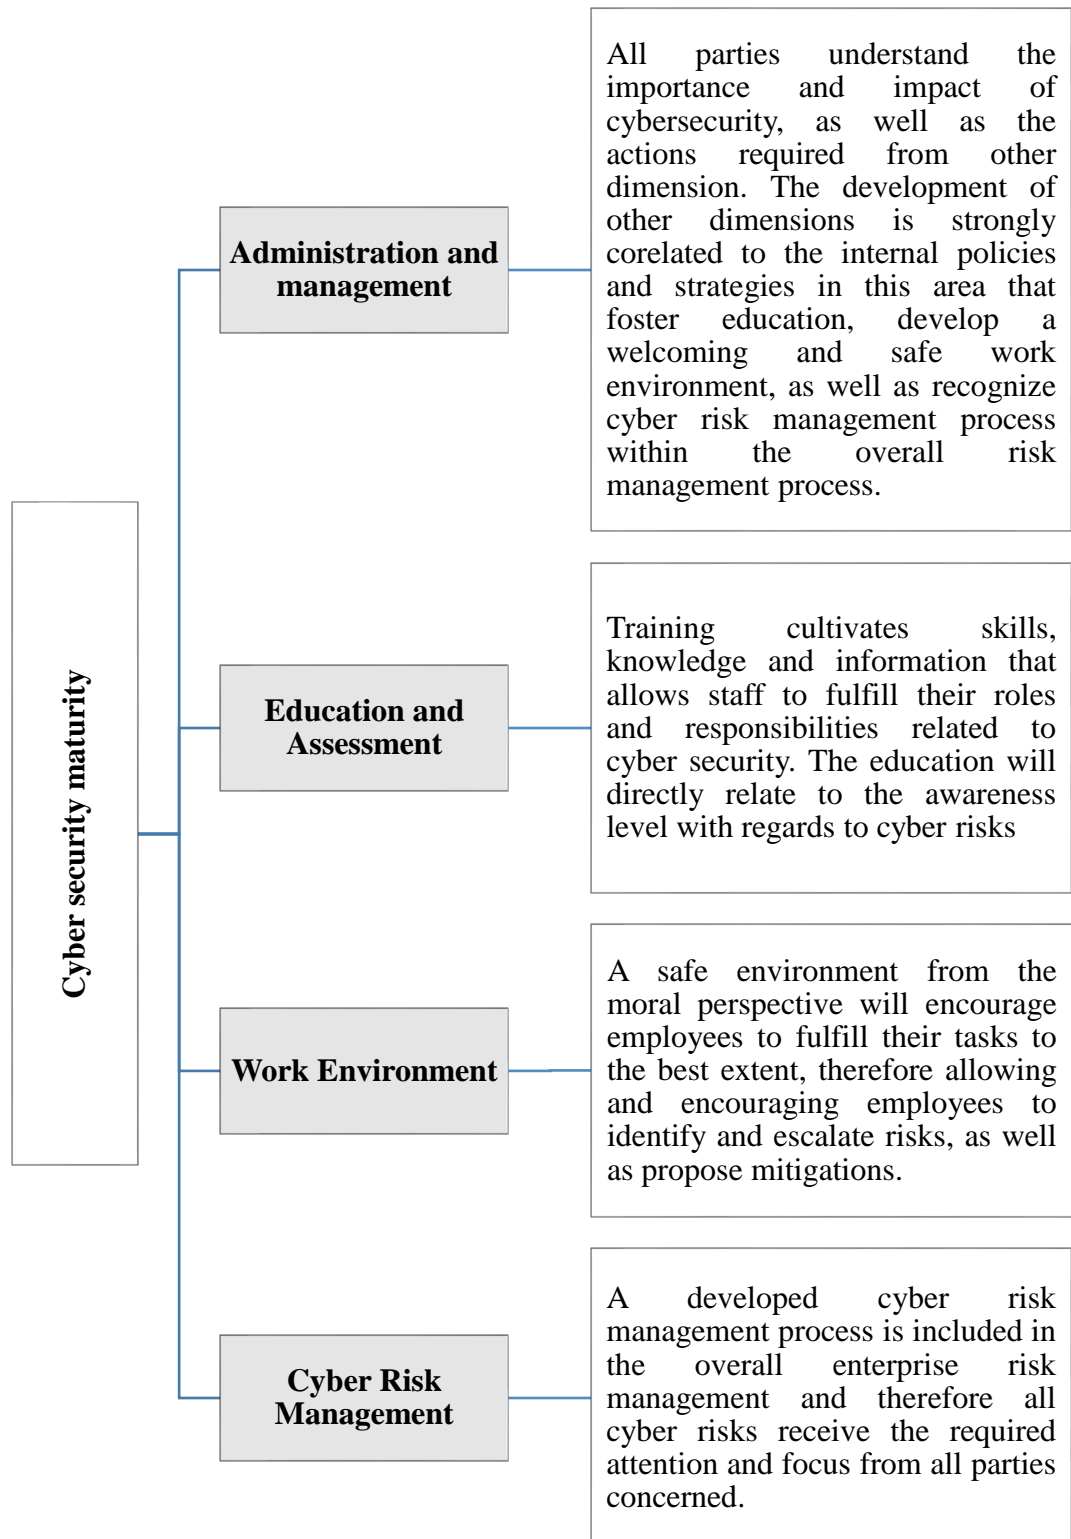 Cyber security maturity
Administration and
management
All parties understand the
importance and impact of
cybersecurity, as well as the
actions required from other
dimension. The development of
other dimensions is strongly
corelated to the internal policies
and strategies in this area that
foster education, develop a
welcoming and safe work
environment, as well as recognize
cyber risk management process
within the overall risk
management process.
Education and
Assessment
Training cultivates skills,
knowledge and information that
allows staff to fulfill their roles
and responsibilities related to
cyber security. The education will
directly relate to the awareness
level with regards to cyber risks
Work Environment
A safe environment from the
moral perspective will encourage
employees to fulfill their tasks to
the best extent, therefore allowing
and encouraging employees to
identify and escalate risks, as well
as propose mitigations.
Cyber Risk
Management
A developed cyber risk
management process is included in
the overall enterprise risk
management and therefore all
cyber risks receive the required
attention and focus from all parties
concerned.